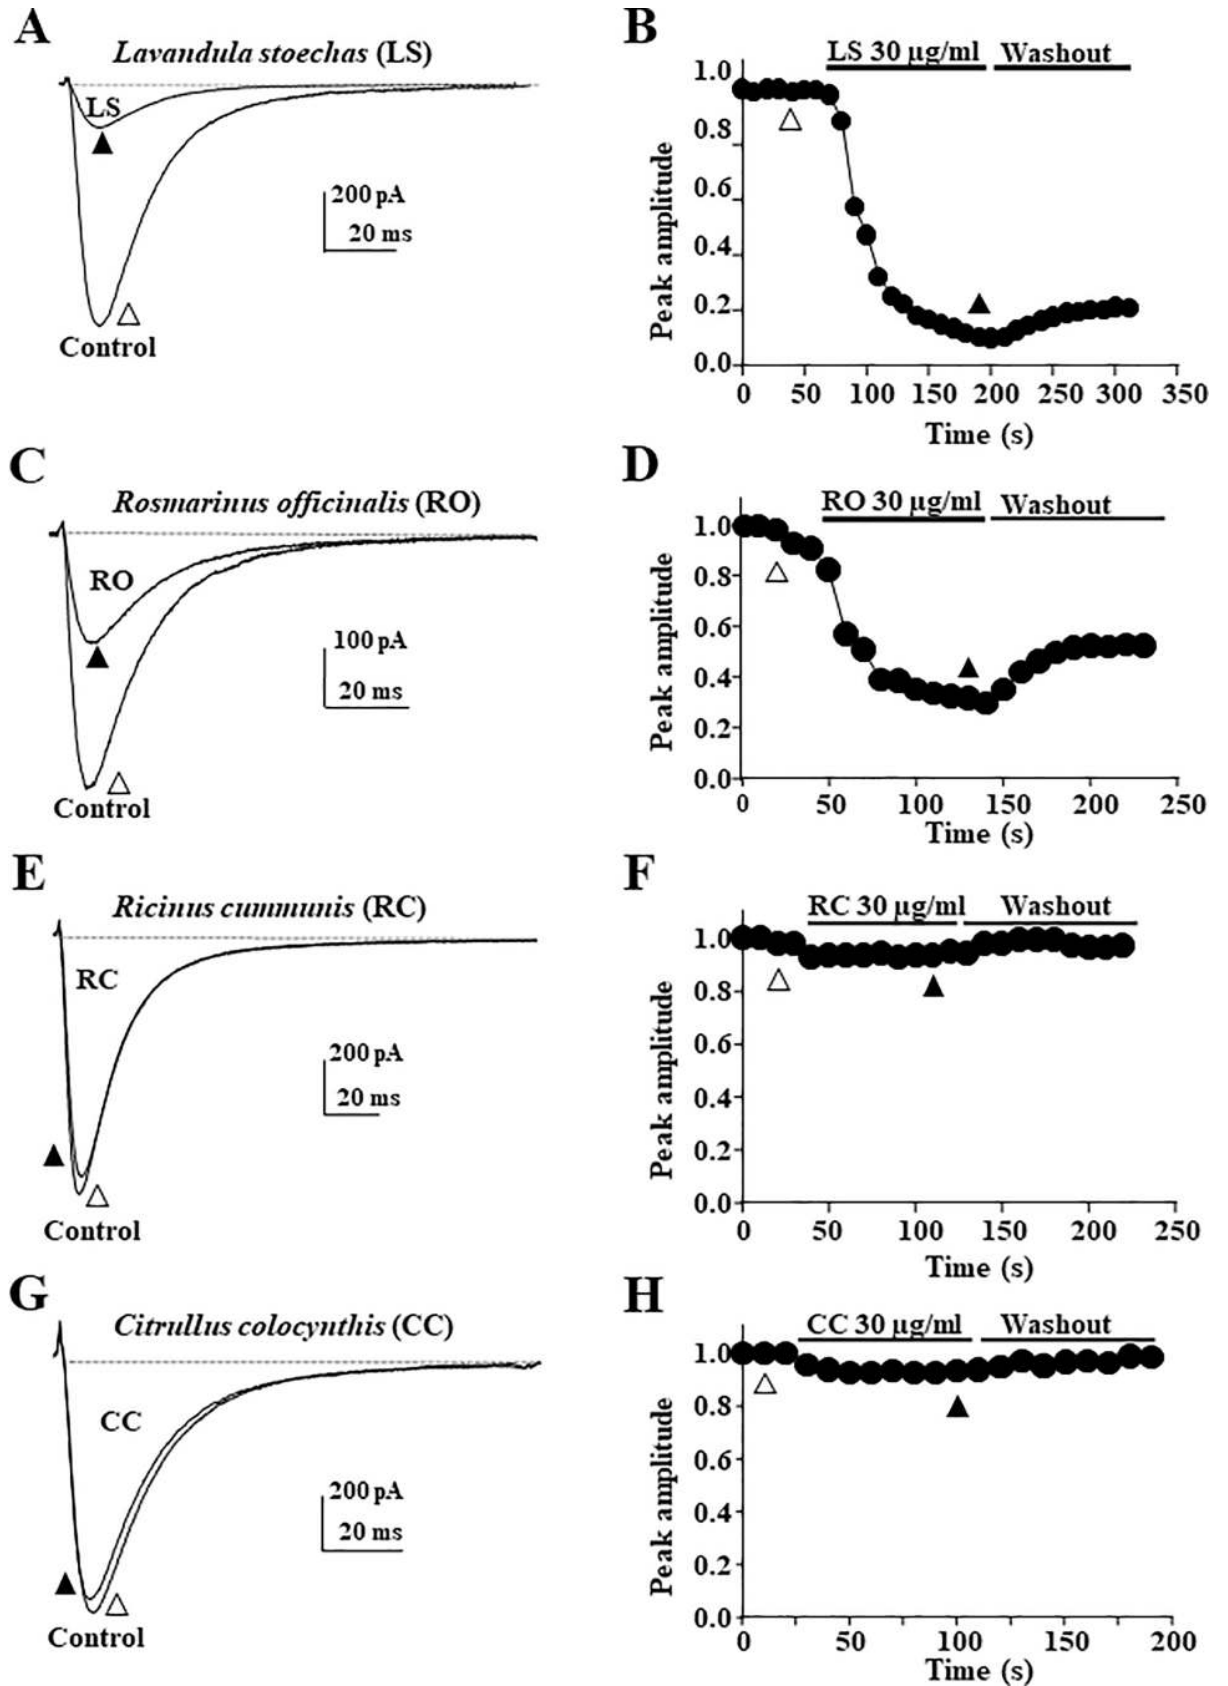 A
Lavandula stoechas (LS)
LS
200 pA
20 ms
Control
B
LS 30 µg/ml Washout
1.0
0.8
0.6
0.4
0.2
0.0
Peak amplitude
0 50 100 150 200 250 300 350
Time (s)
C
Rosmarinus officinalis (RO)
RO
100 pA
20 ms
Control
D
RO 30 µg/ml Washout
1.0
0.8
0.6
0.4
0.2
0.0
Peak amplitude
0 50 100 150 200 250
Time (s)
E
Ricinus cummunis (RC)
RC
200 pA
20 ms
Control
F
RC 30 µg/ml Washout
1.0
0.8
0.6
0.4
0.2
0.0
Peak amplitude
0 50 100 150 200 250
Time (s)
G
Citrullus colocynthis (CC)
CC
200 pA
20 ms
Control
H
CC 30 µg/ml Washout
1.0
0.8
0.6
0.4
0.2
0.0
Peak amplitude
0 50 100 150 200
Time (s)